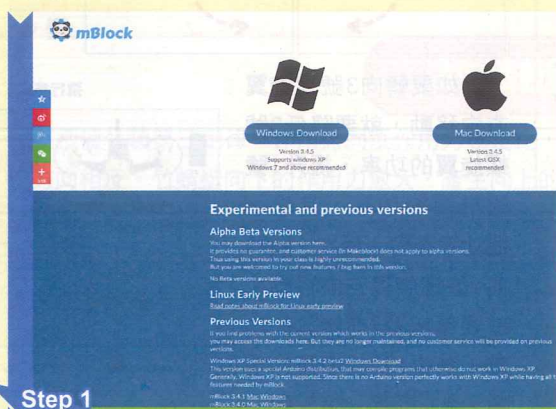 mBlock
Windows Download
Version 3.4.5
Supports windows XP
Windows 7 and above recommended
Mac Download
Version 3.4.5
Latest OSX
recommended
Experimental and previous versions
Alpha Beta Versions
You may download the Alpha version here.
It provides no guarantee, and customer service (in Makeblock) does not apply to alpha versions.
Thus using this version in your class is highly unrecommended.
But you are welcomed to try out new features / bug fixes in this version.
No Beta versions available.
Linux Early Preview
Read notes about mBlock for Linux early preview
Previous Versions
If you find problems with the current version which works in the previous versions,
you may access the downloads here. But they are no longer maintained, and no customer service will be provided on previous
versions.
Windows XP Special Version: mBlock 3.4.2 beta2 Windows Download
This version uses a special Arduino distribution, that may compile programs that otherwise do not work in Windows XP.
Generally, Windows XP is not supported. Since there is no Arduino version perfectly works with Windows XP while having all
features needed by mBlock.
mBlock 3.4.1 Mac Windows
mBlock 3.4.0 Mac Windows
Step 1